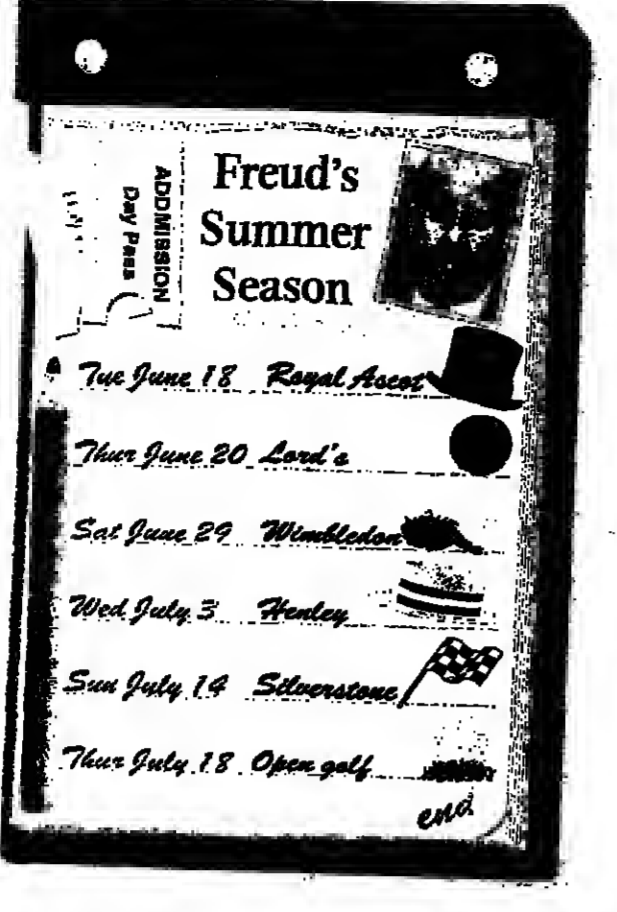 ADDMISSION
Day Pass
Freud's
Summer
Season
Tue June 18 Royal Ascot
Thur June 20 Lord's
Sat June 29 Wimbledon
Wed July 3 Henley
Sun July 14 Silverstone
Thur July 18 Open golf
end